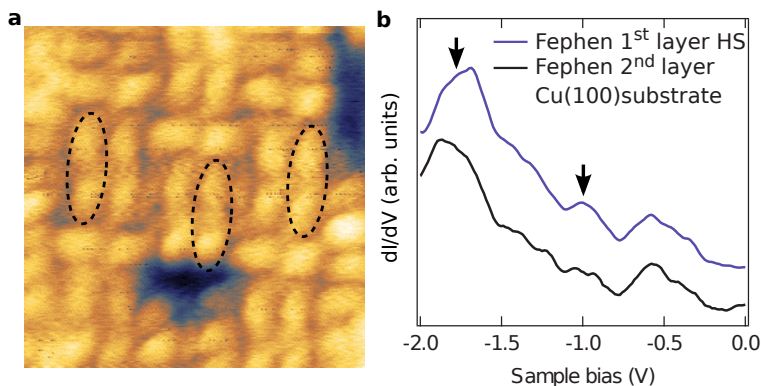 a
b
Fephen 1st layer HS
Fephen 2nd layer
Cu(100)substrate
dI/dV (arb. units)
-2.0 -1.5 -1.0 -0.5 0.0
Sample bias (V)